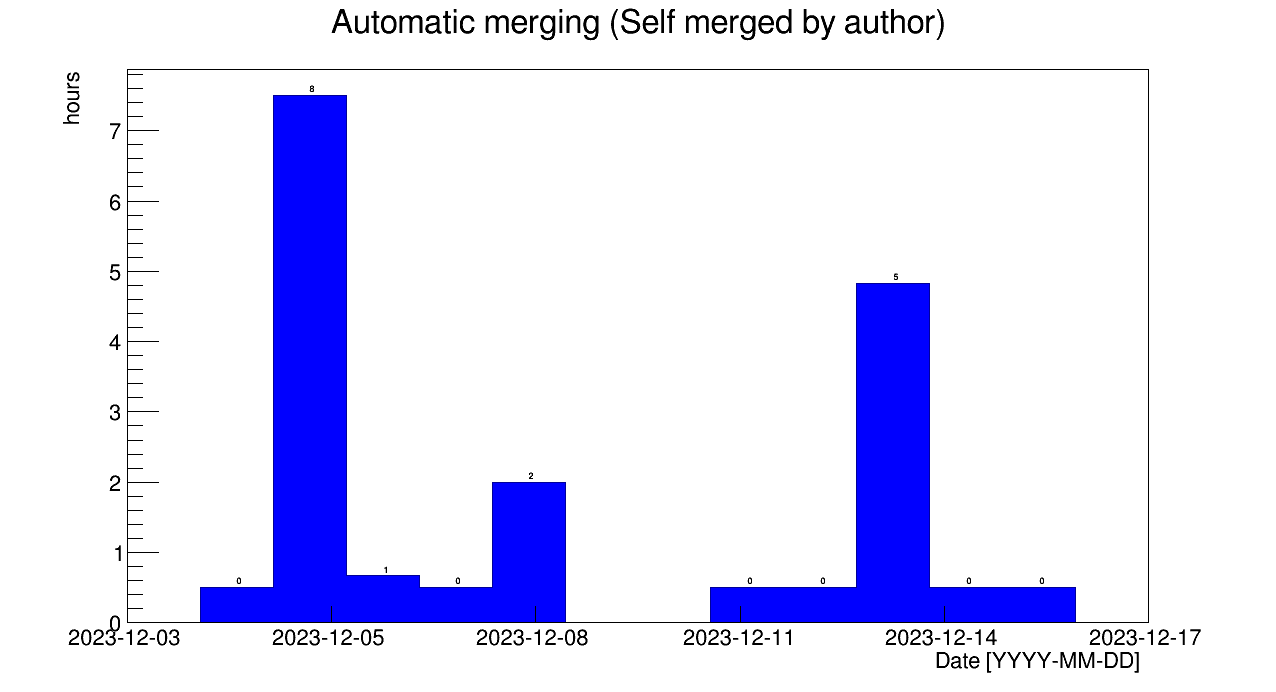 Automatic merging (Self merged by author)
hours
8
7
6
5
5
4
3
2
2
1
1
0 0 0 0 0 0
0
2023-12-03 2023-12-05 2023-12-08 2023-12-11 2023-12-14 2023-12-17
Date [YYYY-MM-DD]